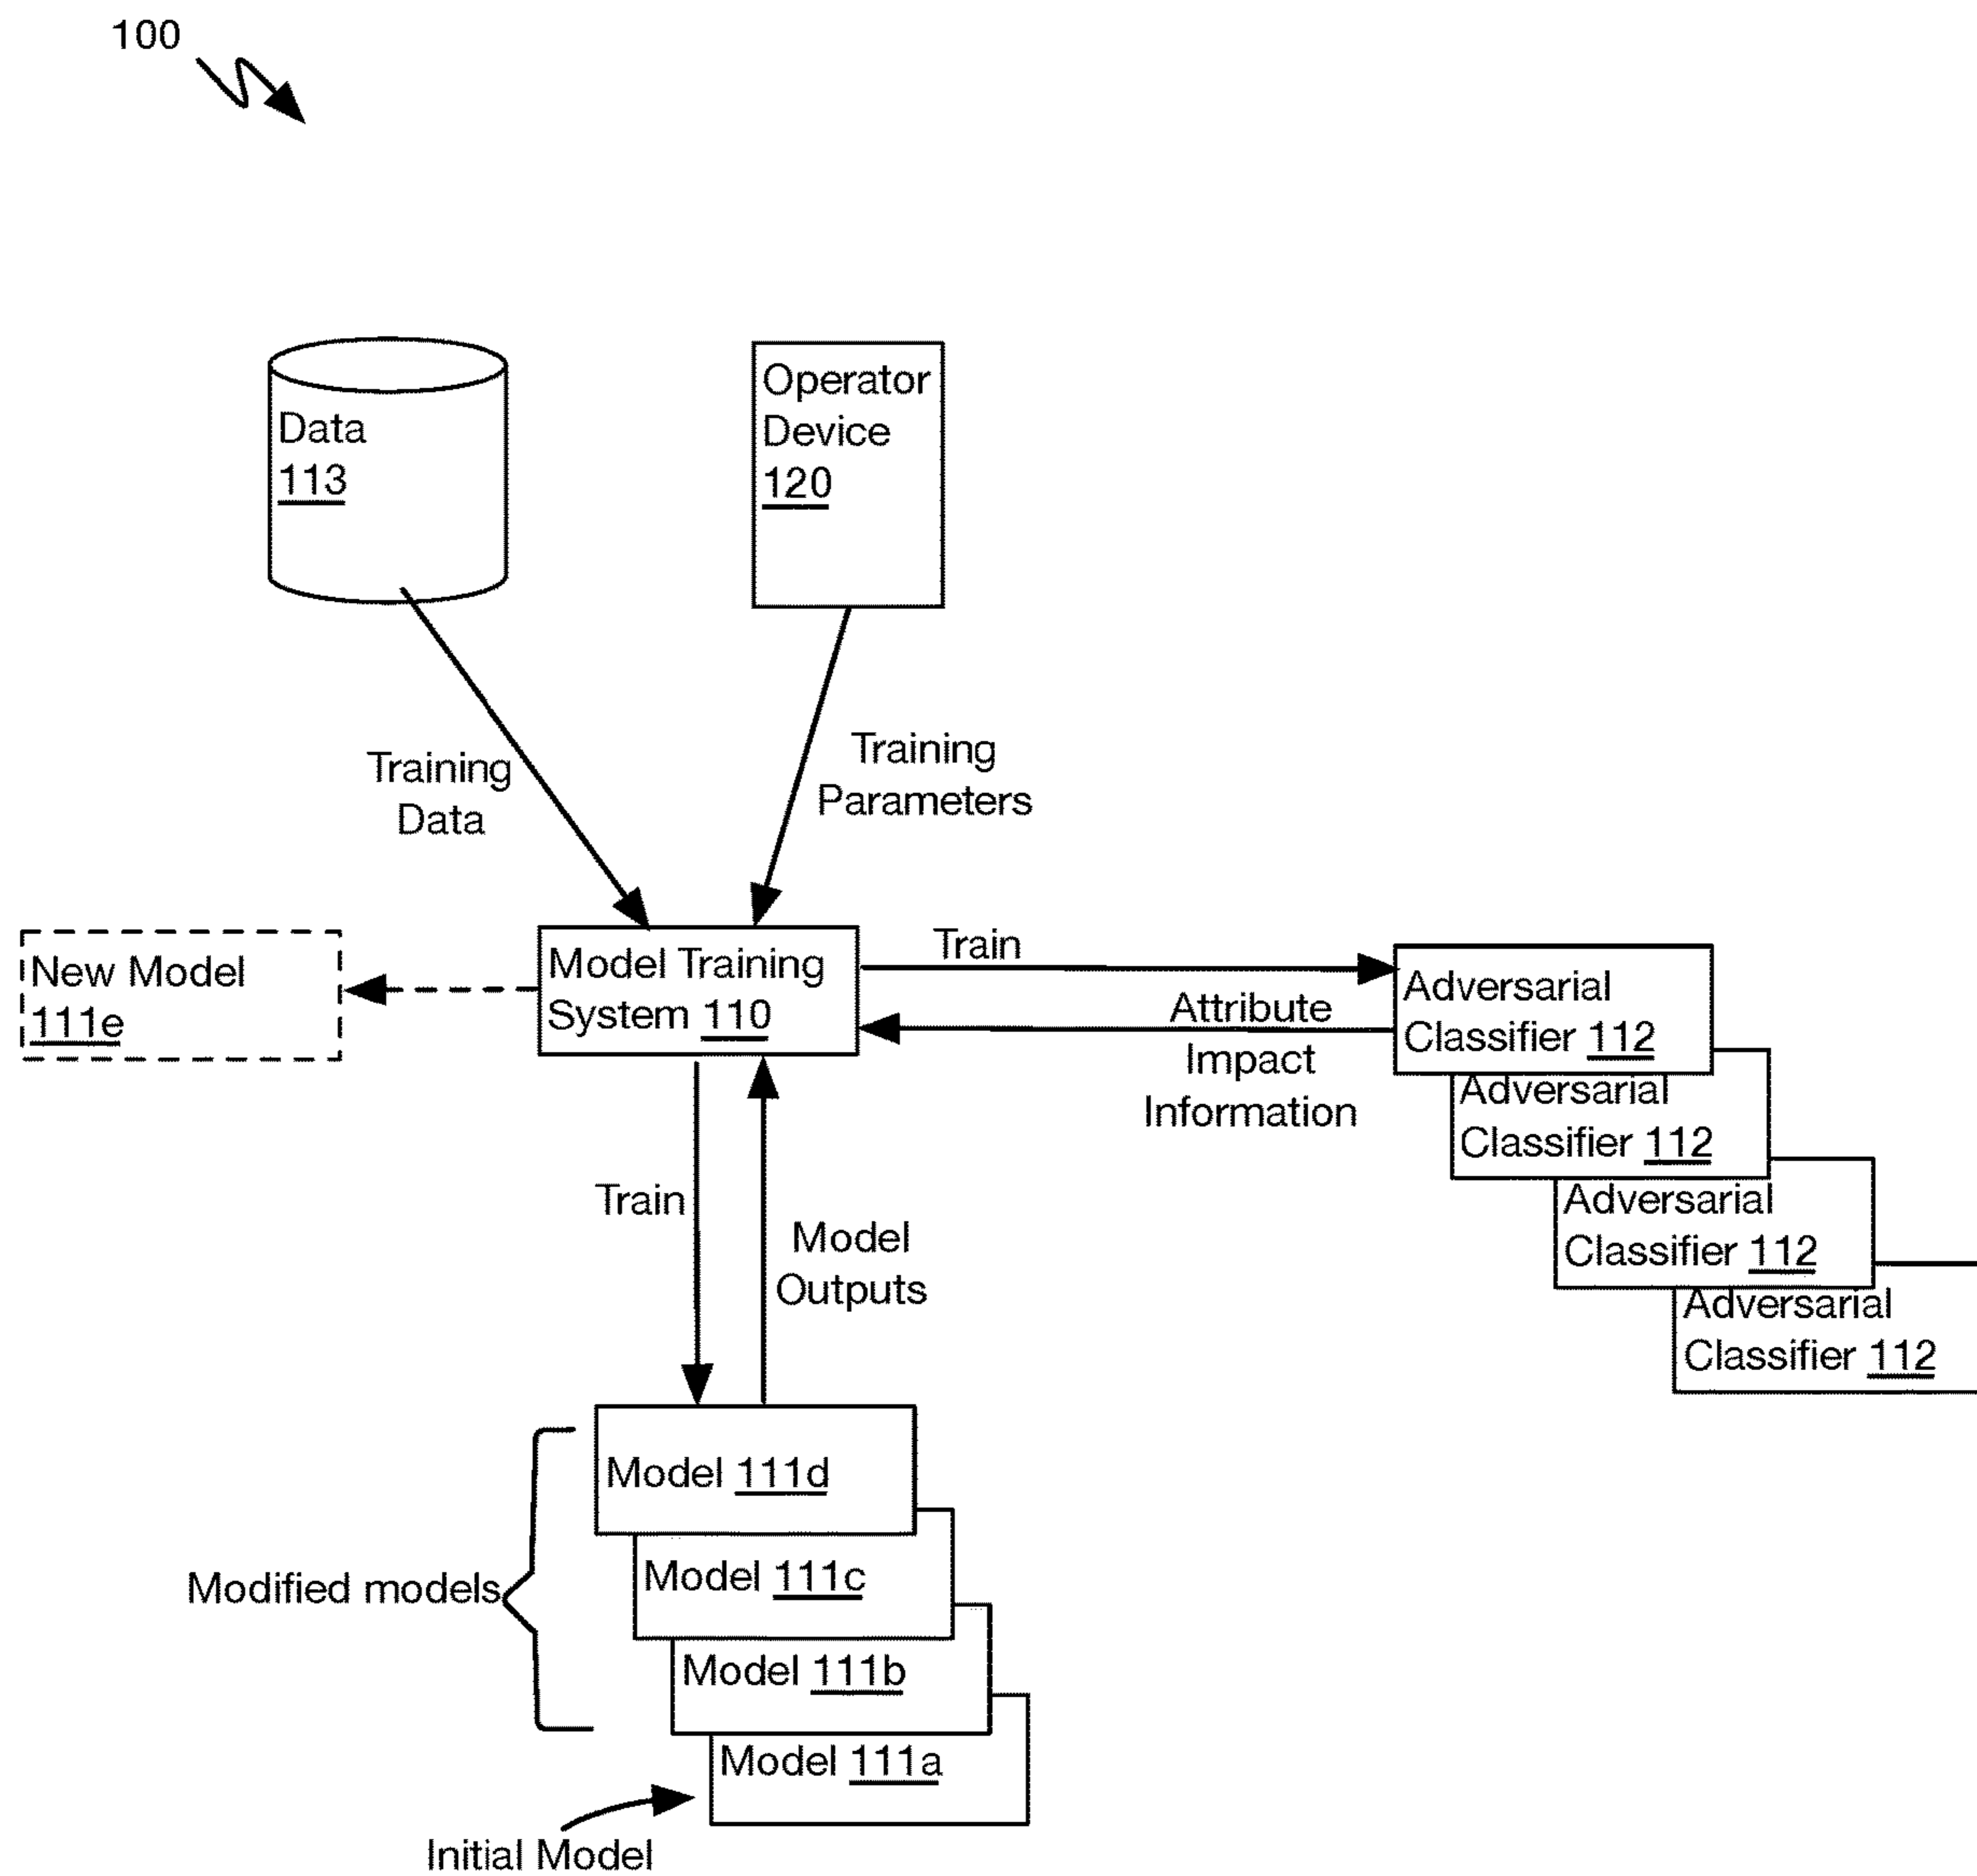 100
Data
113
Operator
Device
120
Training
Data
Training
Parameters
New Model
111e
Model Training
System 110
Train
Attribute
Impact
Information
Adversarial
Classifier 112
Adversarial
Classifier 112
Adversarial
Classifier 112
Adversarial
Classifier 112
Train
Model
Outputs
Model 111d
Model 111c
Model 111b
Model 111a
Modified models
Initial Model